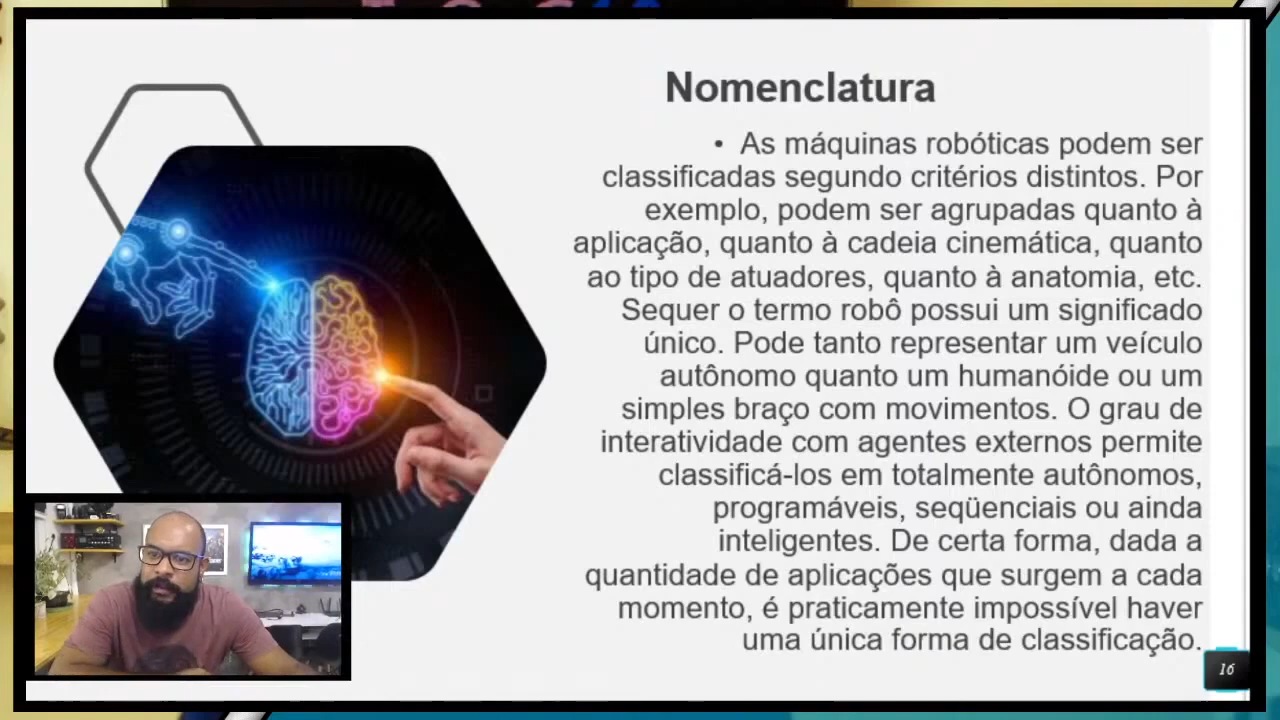 Nomenclatura
• As máquinas robóticas podem ser
classificadas segundo critérios distintos. Por
exemplo, podem ser agrupadas quanto à
aplicação, quanto à cadeia cinemática, quanto
ao tipo de atuadores, quanto à anatomia, etc.
Sequer o termo robô possui um significado
único. Pode tanto representar um veículo
autônomo quanto um humanóide ou um
simples braço com movimentos. O grau de
interatividade com agentes externos permite
classificá-los em totalmente autônomos,
programáveis, seqüenciais ou ainda
inteligentes. De certa forma, dada a
quantidade de aplicações que surgem a cada
momento, é praticamente impossível haver
uma única forma de classificação.
16